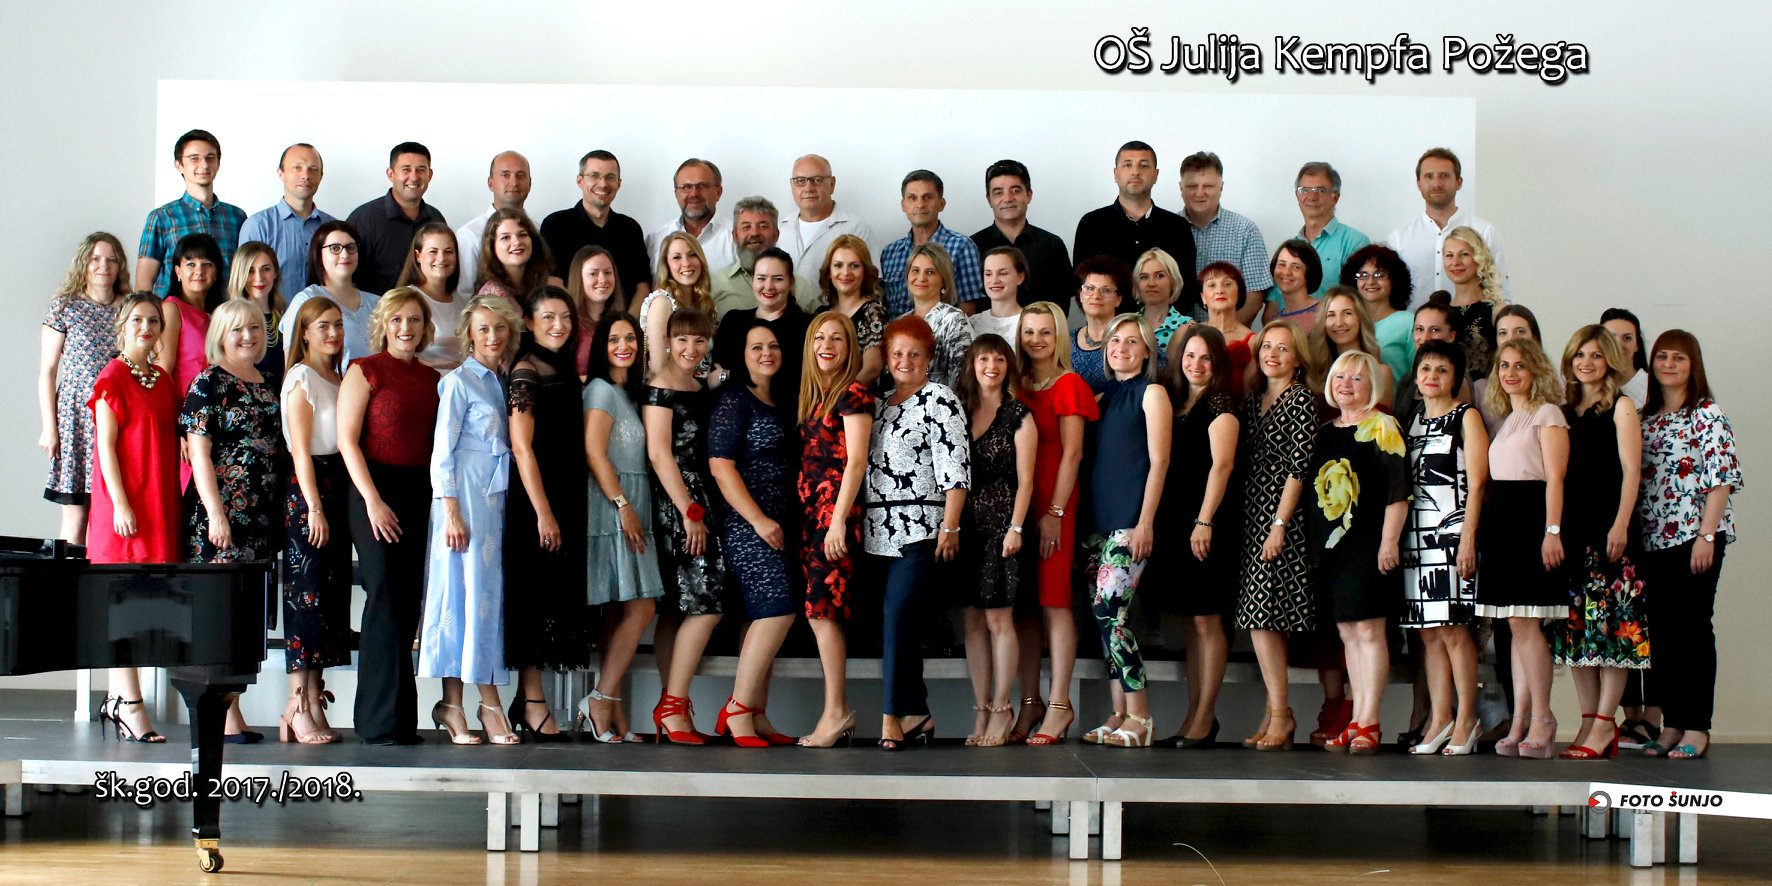 OŠ Julija Kempfa Požega
šk.god. 2017./2018.
FOTO ŠUNJO